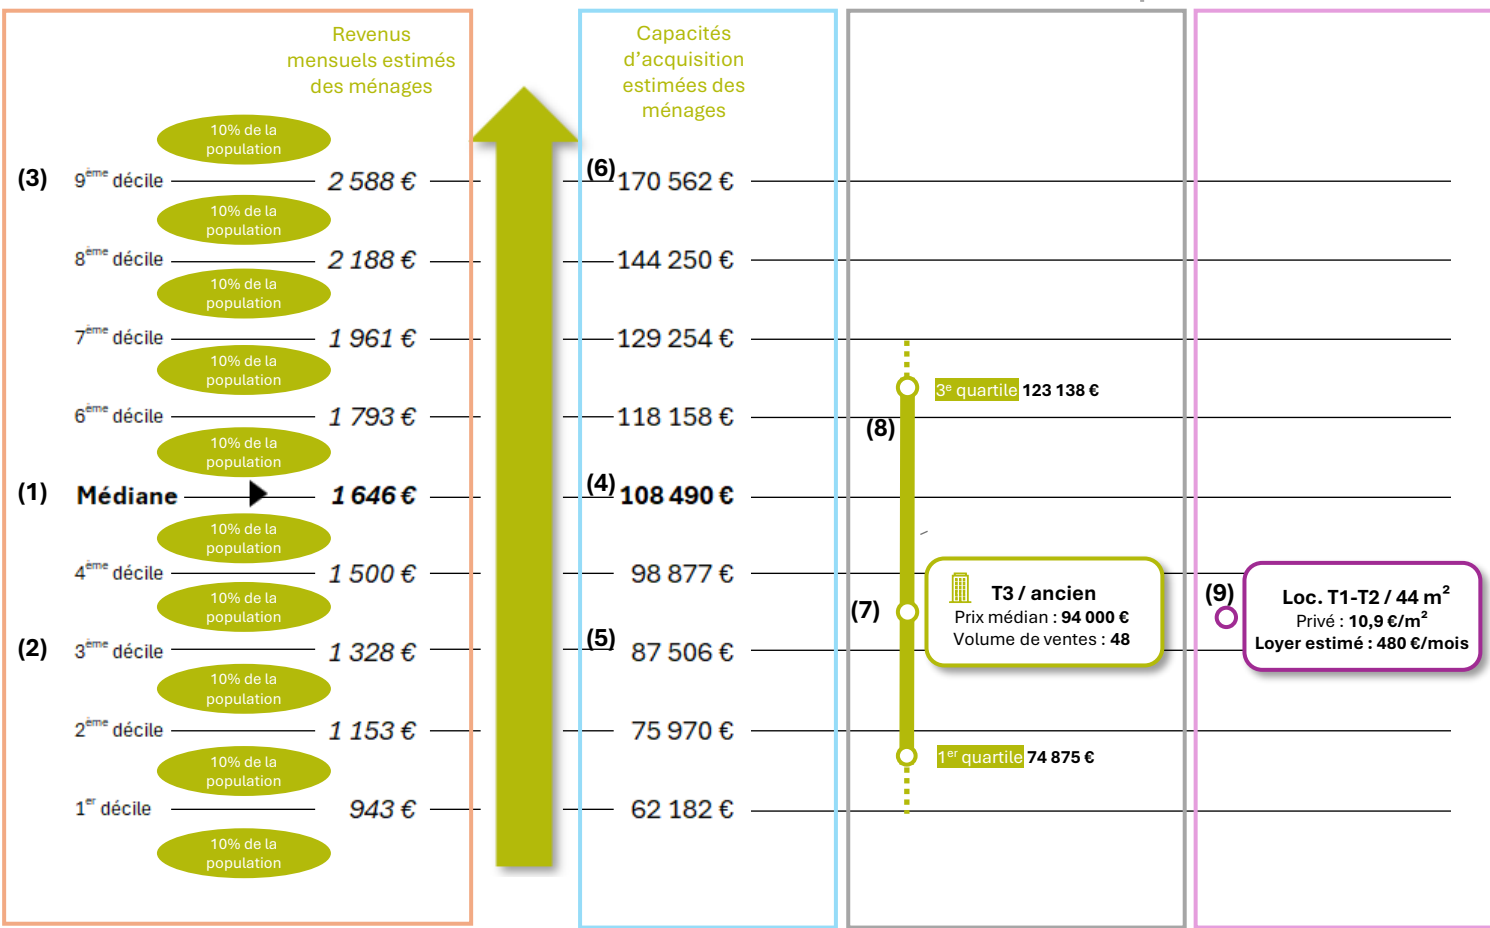 Revenus
mensuels estimés
des ménages
Capacités
d’acquisition
estimées des
ménages
10% de la
population
(3) 9ème décile 2 588 € (6) 170 562 €
10% de la
population
8ème décile 2 188 € 144 250 €
10% de la
population
7ème décile 1 961 € 129 254 €
10% de la
population
3e quartile 123 138 €
6ème décile 1 793 € 118 158 €
(8)
10% de la
population
(1) Médiane 1 646 € (4) 108 490 €
10% de la
population
4ème décile 1 500 € 98 877 €
10% de la
population
(7)
T3 / ancien
Prix médian : 94 000 €
Volume de ventes : 48
(9)
Loc. T1-T2 / 44 m²
Privé : 10,9 €/m²
Loyer estimé : 480 €/mois
(2) 3ème décile 1 328 € (5) 87 506 €
10% de la
population
2ème décile 1 153 € 75 970 €
1er quartile 74 875 €
10% de la
population
1er décile 943 € 62 182 €
10% de la
population